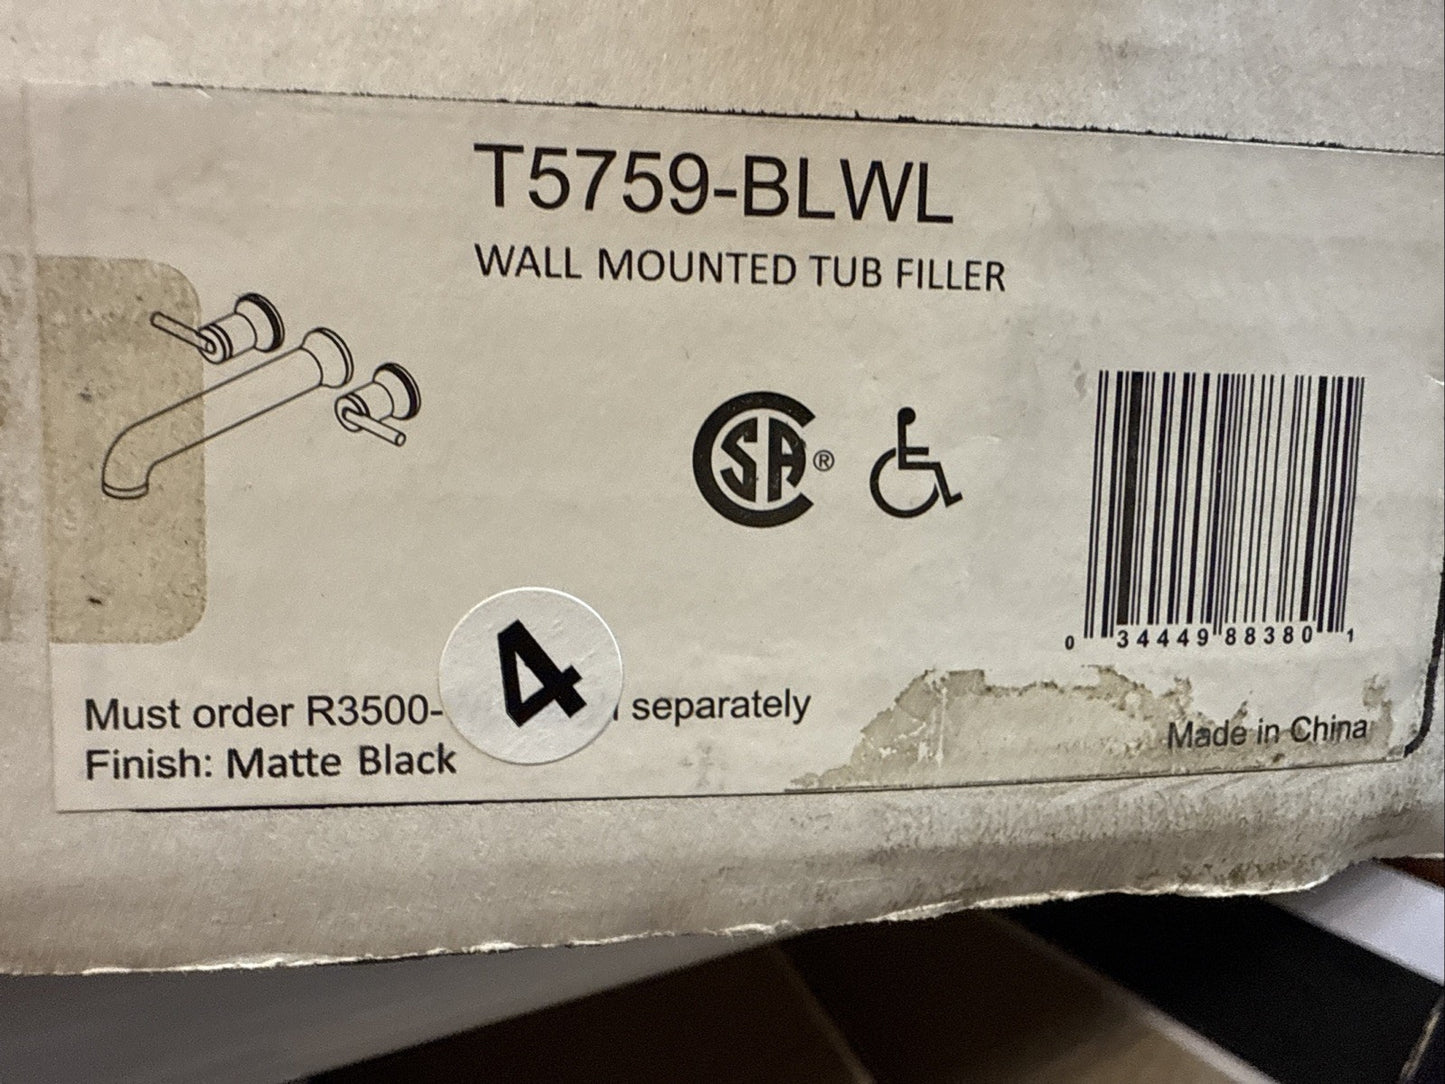 T5759-BLWL
WALL MOUNTED TUB FILLER
CSA®
0 34449 88380 1
4
Must order R3500- separately
Finish: Matte Black
Made in China